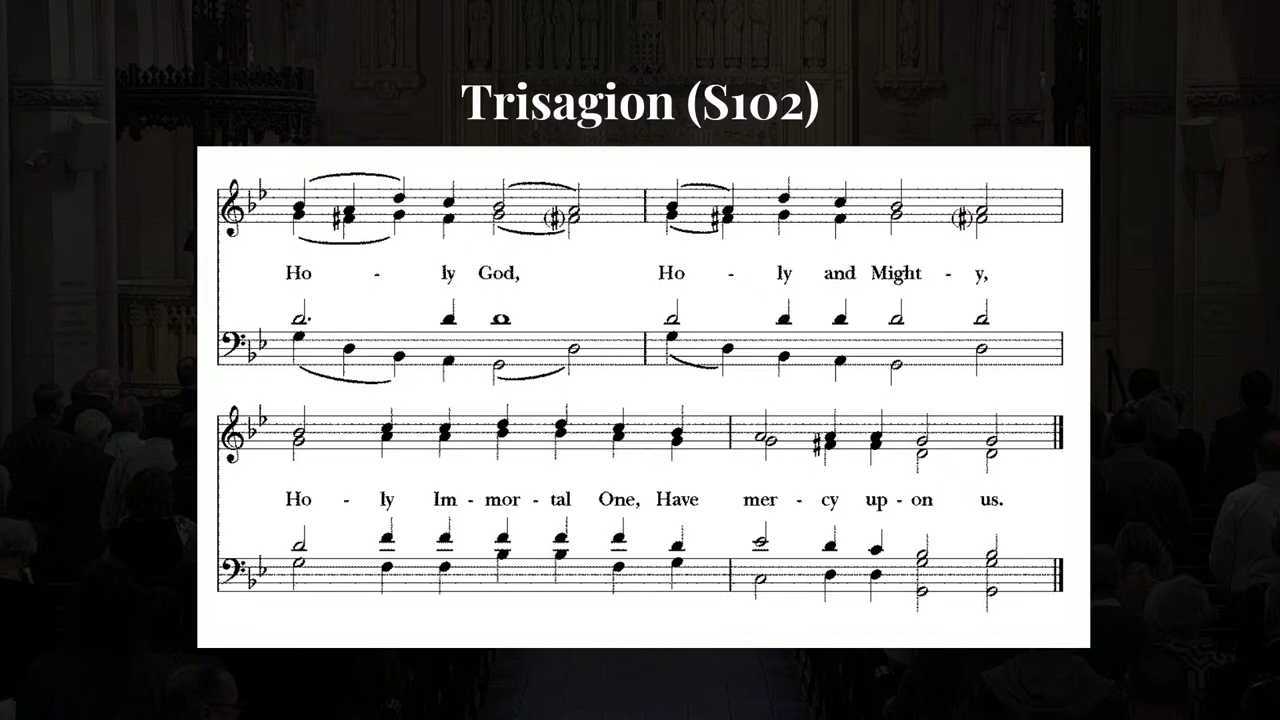 Trisagion (S102)
Ho - ly God, Ho - ly and Might - y,
Ho - ly Im - mor - tal One, Have mer - cy up - on us.